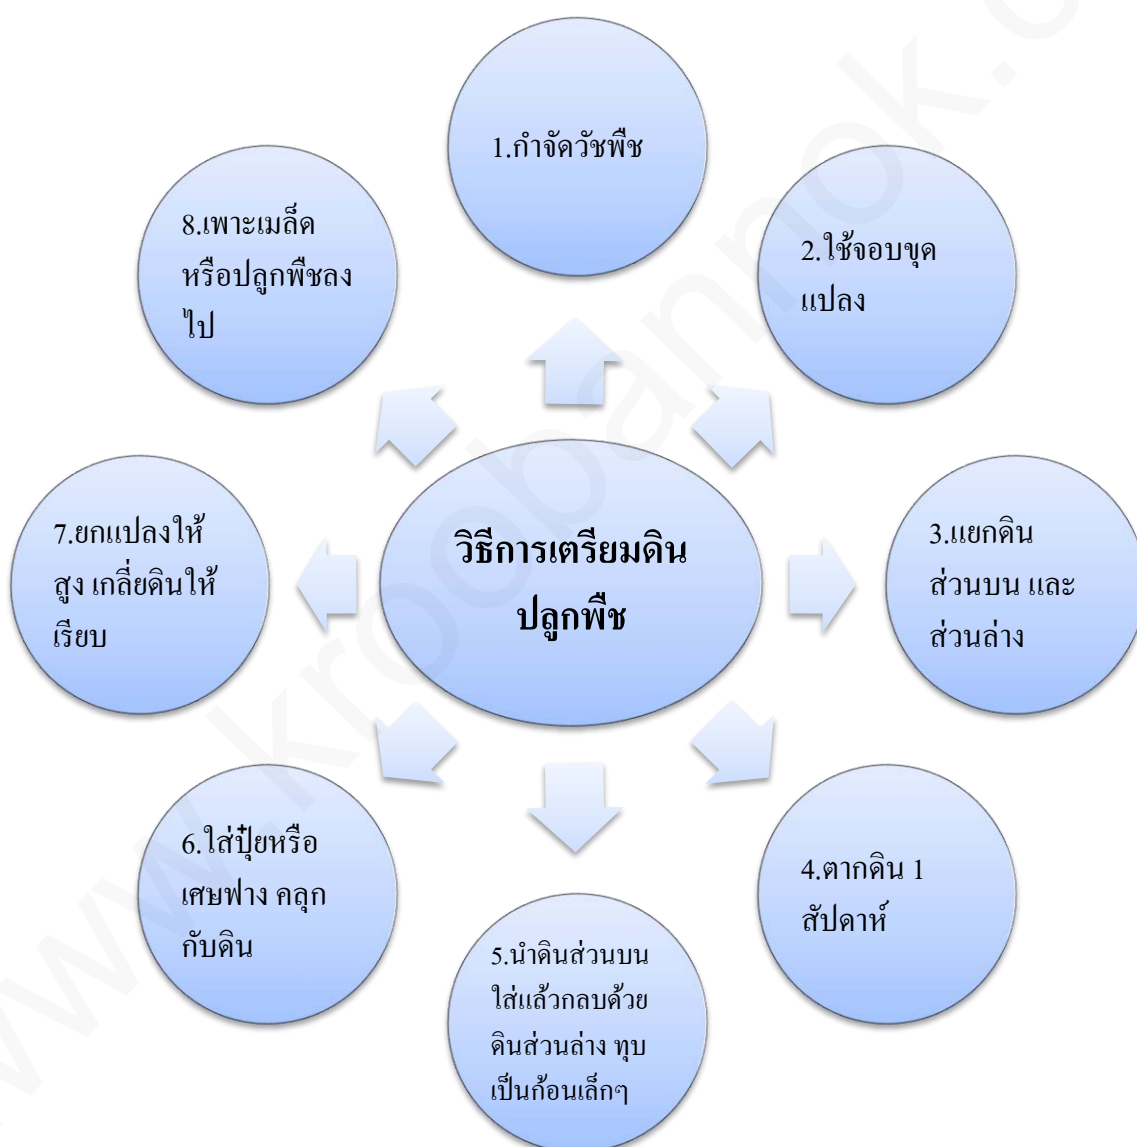 1.กำจัดวัชพืช
2.ใช้จอบขุด
แปลง
3.แยกดิน
ส่วนบน และ
ส่วนล่าง
4.ตากดิน 1
สัปดาห์
5.นำดินส่วนบน
ใส่แล้วกลบด้วย
ดินส่วนล่าง ทุบ
เป็นก้อนเล็กๆ
6.ใส่ปุ๋ยหรือ
เศษฟาง คลุก
กับดิน
7.ยกแปลงให้
สูง เกลี่ยดินให้
เรียบ
8.เพาะเมล็ด
หรือปลูกพืชลง
ไป
วิธีการเตรียมดิน
ปลูกพืช
www.kroobannok.c